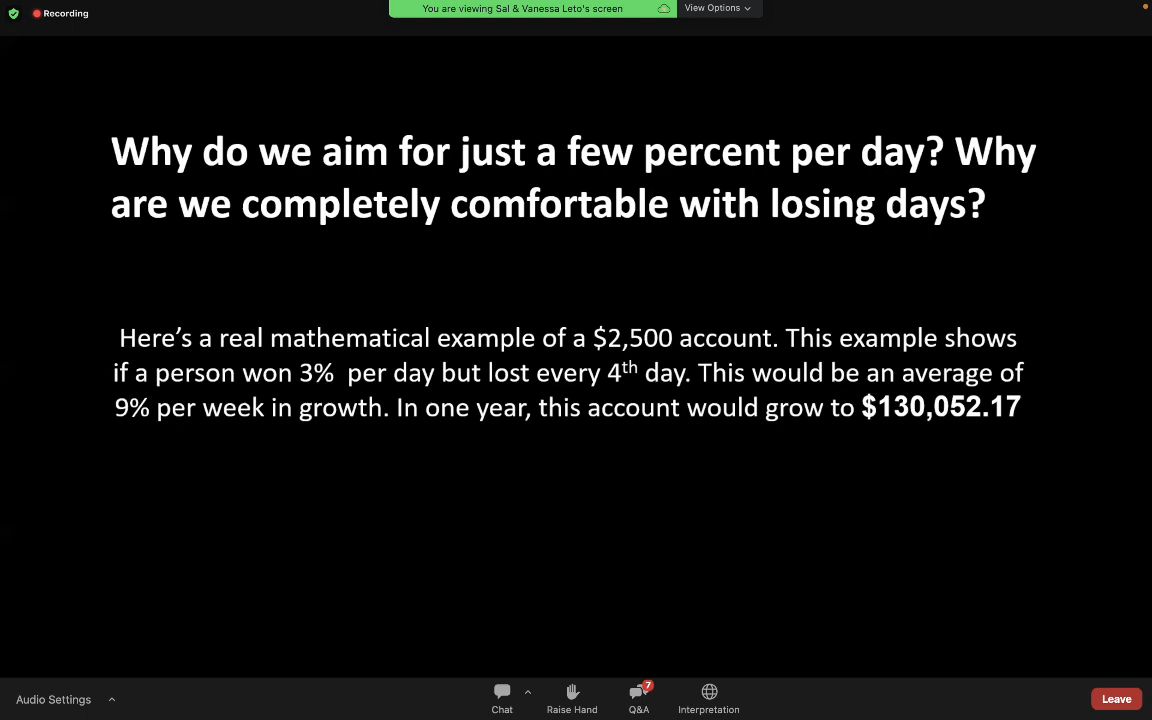 Recording
You are viewing Sal & Vanessa Leto's screen
View Options
Why do we aim for just a few percent per day? Why
are we completely comfortable with losing days?
Here’s a real mathematical example of a $2,500 account. This example shows
if a person won 3%  per day but lost every 4th day. This would be an average of
9% per week in growth. In one year, this account would grow to $130,052.17
Audio Settings
Chat
Raise Hand
7
Q&A
Interpretation
Leave